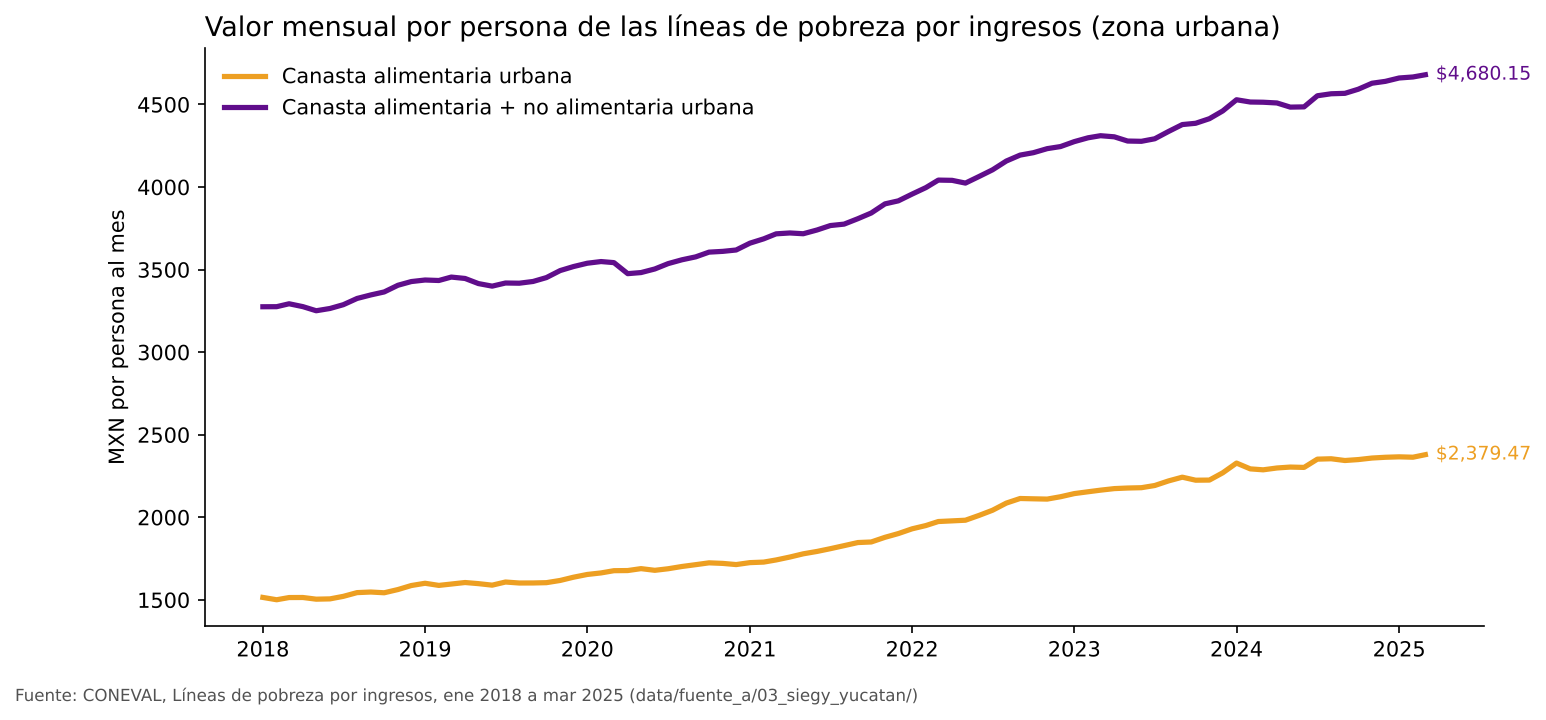 Valor mensual por persona de las líneas de pobreza por ingresos (zona urbana)
Canasta alimentaria urbana
Canasta alimentaria + no alimentaria urbana
$4,680.15
$2,379.47
MXN por persona al mes
4500
4000
3500
3000
2500
2000
1500
2018 2019 2020 2021 2022 2023 2024 2025
Fuente: CONEVAL, Líneas de pobreza por ingresos, ene 2018 a mar 2025 (data/fuente_a/03_siegy_yucatan/)